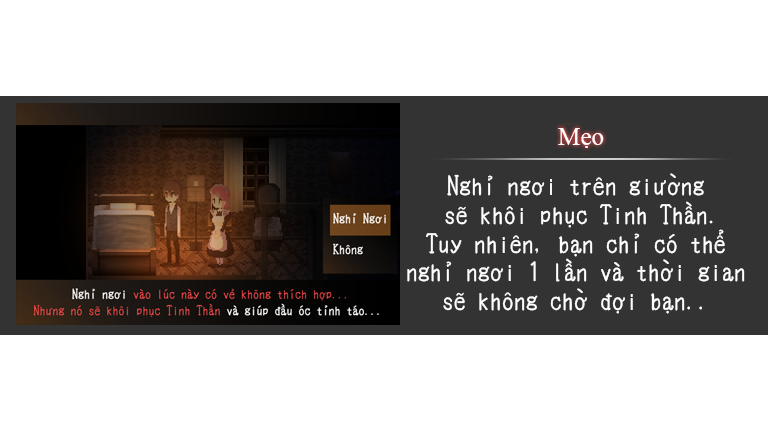 Nghỉ Ngơi
Không
Nghỉ ngơi vào lúc này có vẻ không thích hợp...
Nhưng nó sẽ khôi phục Tinh Thần và giúp đầu óc tỉnh táo...
Mẹo
Nghỉ ngơi trên giường
sẽ khôi phục Tinh Thần.
Tuy nhiên, bạn chỉ có thể
nghỉ ngơi 1 lần và thời gian
sẽ không chờ đợi bạn..